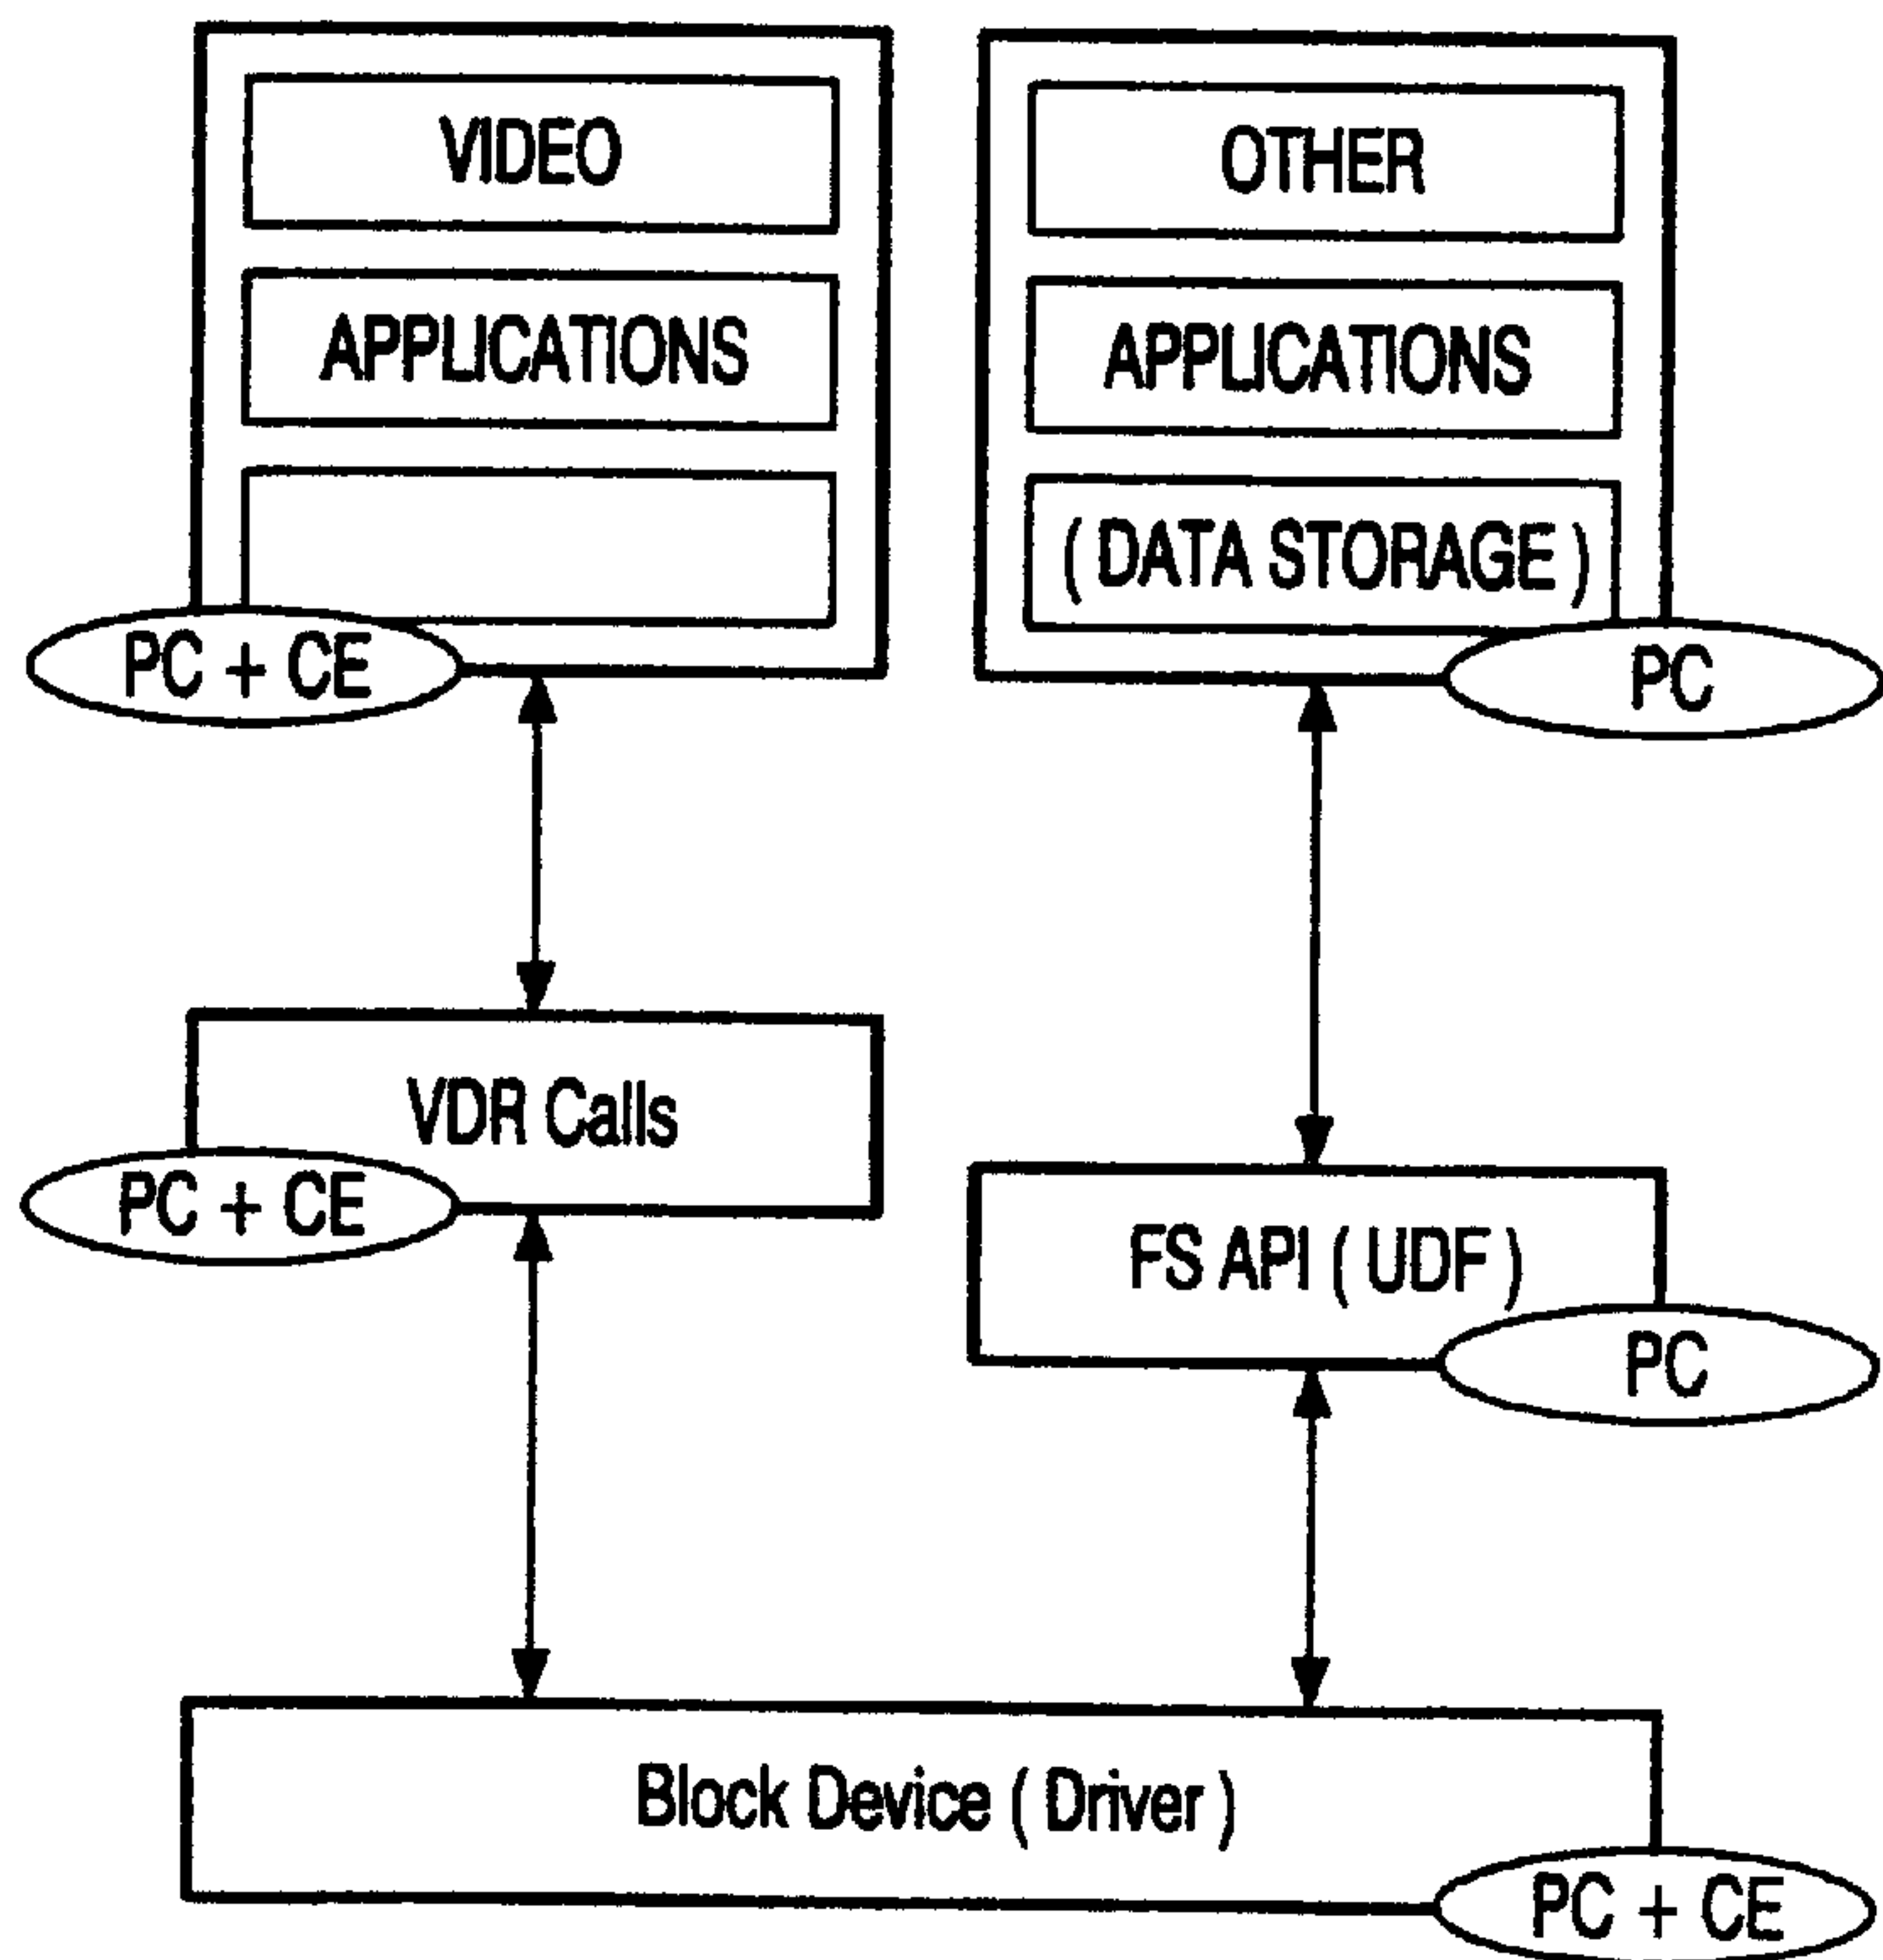 VIDEO
APPLICATIONS
PC + CE
OTHER
APPLICATIONS
( DATA STORAGE )
PC
VDR Calls
PC + CE
FS API ( UDF )
PC
Block Device ( Driver )
PC + CE